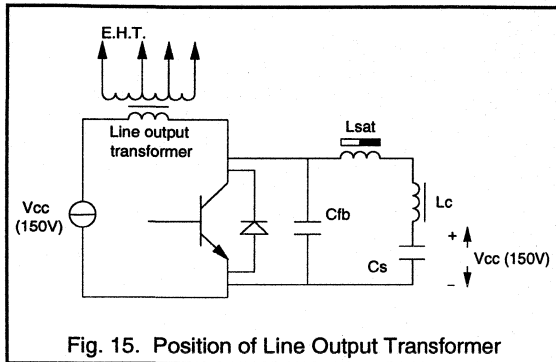 E.H.T.
Line output
transformer
Lsat
Vcc
(150V)
Cfb
Lc
+
Cs
Vcc (150V)
–
Fig. 15. Position of Line Output Transformer